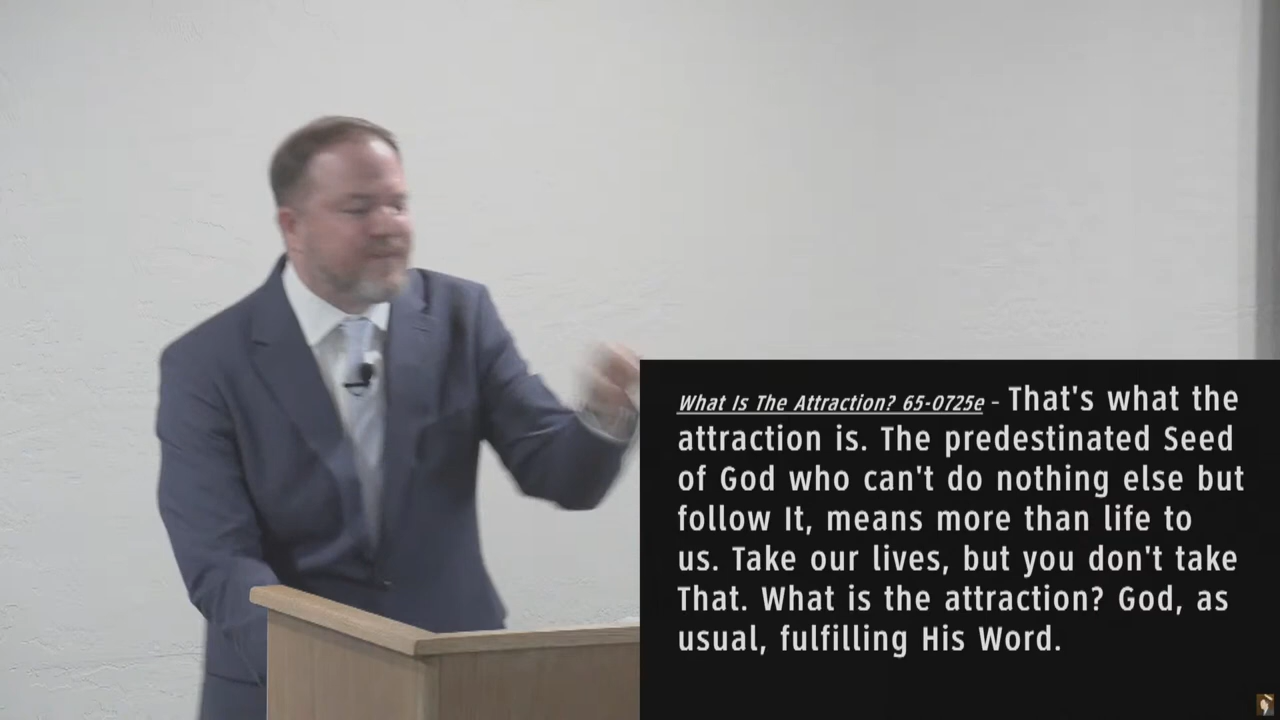 What Is The Attraction? 65-0725e - That's what the
attraction is. The predestinated Seed
of God who can't do nothing else but
follow It, means more than life to
us. Take our lives, but you don't take
That. What is the attraction? God, as
usual, fulfilling His Word.